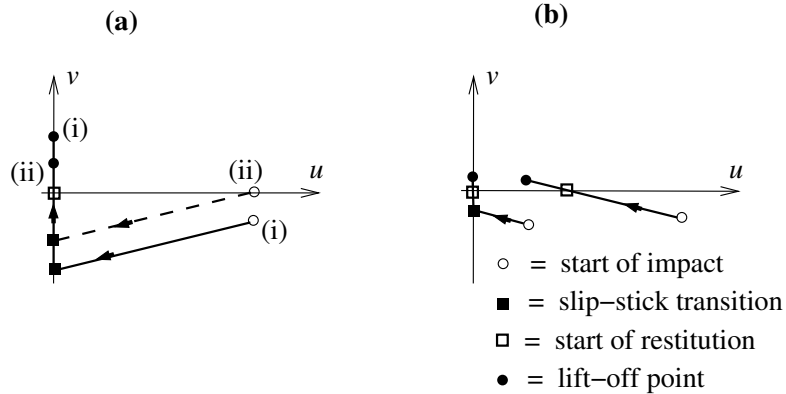 (a)
(b)
v
(i)
(ii)
(ii)
u
(i)
v
u
= start of impact
= slip–stick transition
= start of restitution
= lift–off point